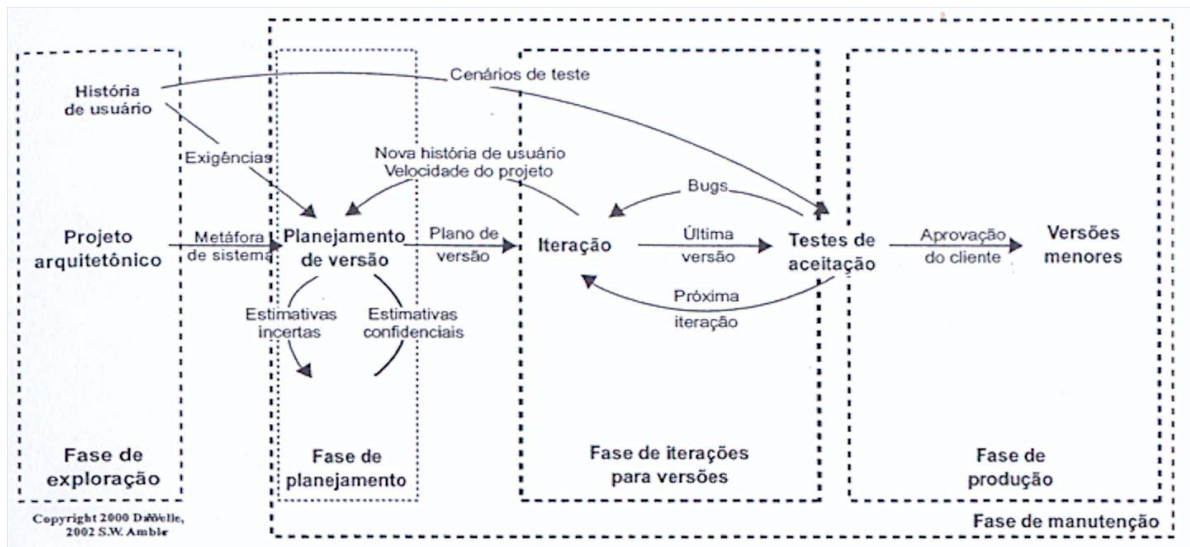 Cenários de teste
História
de usuário
Nova história de usuário
Velocidade do projeto
Exigências
Bugs
Projeto
arquitetônico
Metáfora
de sistema
Planejamento
de versão
Plano de
versão
Iteração
Última
versão
Testes de
aceitação
Aprovação
do cliente
Versões
menores
Próxima
iteração
Estimativas
incertas
Estimativas
confidenciais
Fase de
exploração
Fase de
planejamento
Fase de iterações
para versões
Fase de
produção
Copyright 2000
2002 S.W. Amble
Fase de manutenção